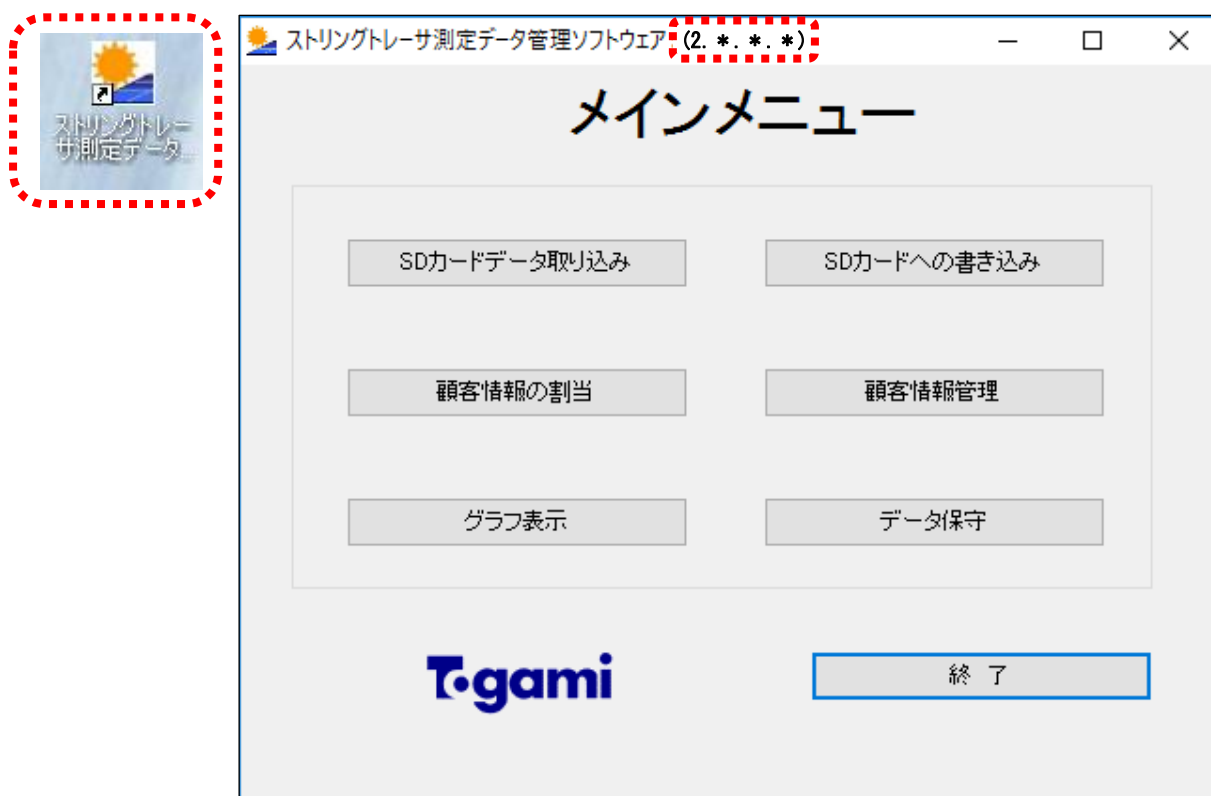 ストリングトレー
サ測定データ...
ストリングトレーサ測定データ管理ソフトウェア (2.*.*.*)
メインメニュー
SDカードデータ取り込み
SDカードへの書き込み
顧客情報の割当
顧客情報管理
グラフ表示
データ保守
Togami
終 了